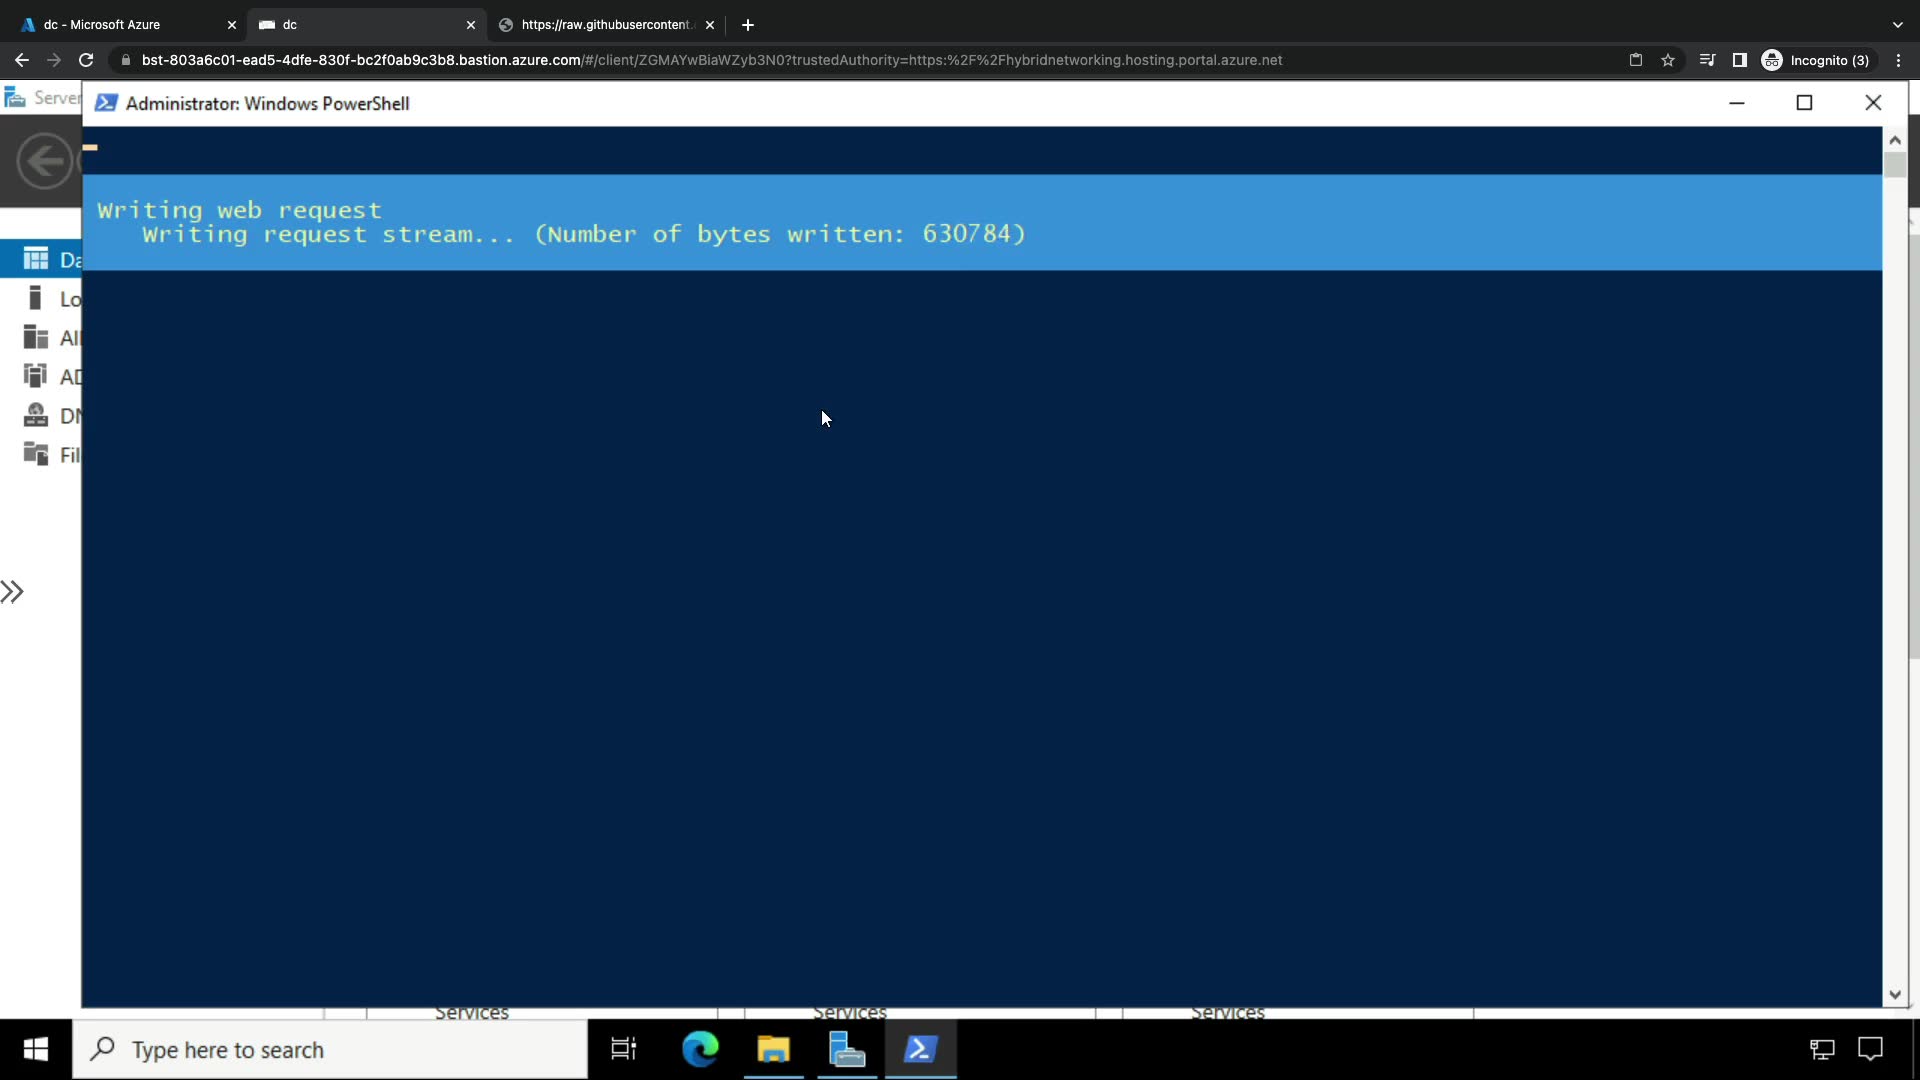 dc - Microsoft Azure
dc
https://raw.githubusercontent.
bst-803a6c01-ead5-4dfe-830f-bc2f0ab9c3b8.bastion.azure.com/#/client/ZGMAYwBiaWZyb3N0?trustedAuthority=https:%2F%2Fhybridnetworking.hosting.portal.azure.net
Incognito (3)
Server
Administrator: Windows PowerShell
Writing web request
Writing request stream... (Number of bytes written: 630784)
Da
Lo
All
AD
DN
Fil
Services
Services
Services
Type here to search